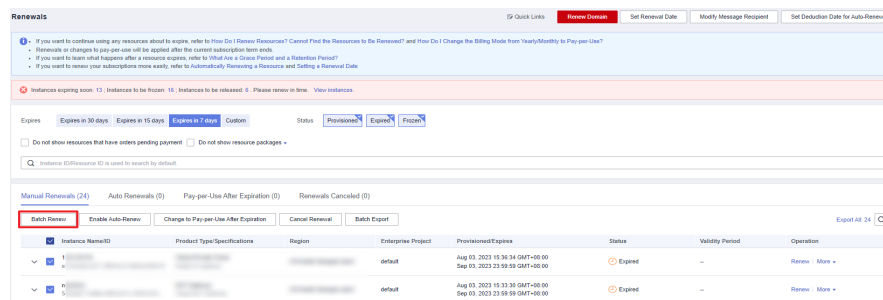 Renewals
Quick Links
Renew Domain
Set Renewal Date
Modify Message Recipient
Set Deduction Date for Auto-Renew
If you want to continue using any resources about to expire, refer to How Do I Renew Resources? Cannot Find the Resources to Be Renewed? and How Do I Change the Billing Mode from Yearly/Monthly to Pay-per-Use?
Renewals or changes to pay-per-use will be applied after the current subscription term ends.
If you want to learn what happens after a resource expires, refer to What Are a Grace Period and a Retention Period?
If you want to renew your subscriptions more easily, refer to Automatically Renewing a Resource and Setting a Renewal Date
Instances expiring soon: 13 ; Instances to be frozen: 18 ; Instances to be released: 6 . Please renew in time. View instances.
Expires Expires in 30 days Expires in 15 days Expires in 7 days Custom Status Provisioned Expired Frozen
Do not show resources that have orders pending payment Do not show resource packages
Instance ID/Resource ID is used to search by default.
Manual Renewals (24) Auto Renewals (0) Pay-per-Use After Expiration (0) Renewals Canceled (0)
Batch Renew Enable Auto-Renew Change to Pay-per-Use After Expiration Cancel Renewal Batch Export Export All 24
Instance Name/ID Product Type/Specifications Region Enterprise Project Provisioned/Expires Status Validity Period Operation
default Aug 03, 2023 15:36:34 GMT+08:00 Expired -- Renew More
Sep 03, 2023 23:59:59 GMT+08:00
default Aug 03, 2023 15:33:30 GMT+08:00 Expired -- Renew More
Sep 03, 2023 23:59:59 GMT+08:00